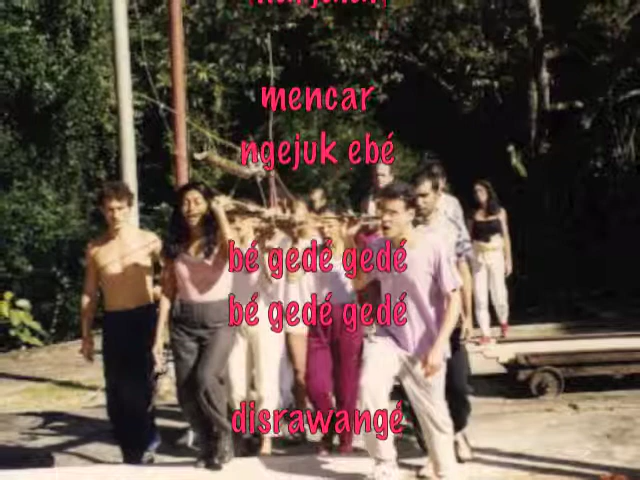 mencar
ngejuk ebé
bé gedé gedé
bé gedé gedé
disrawangé